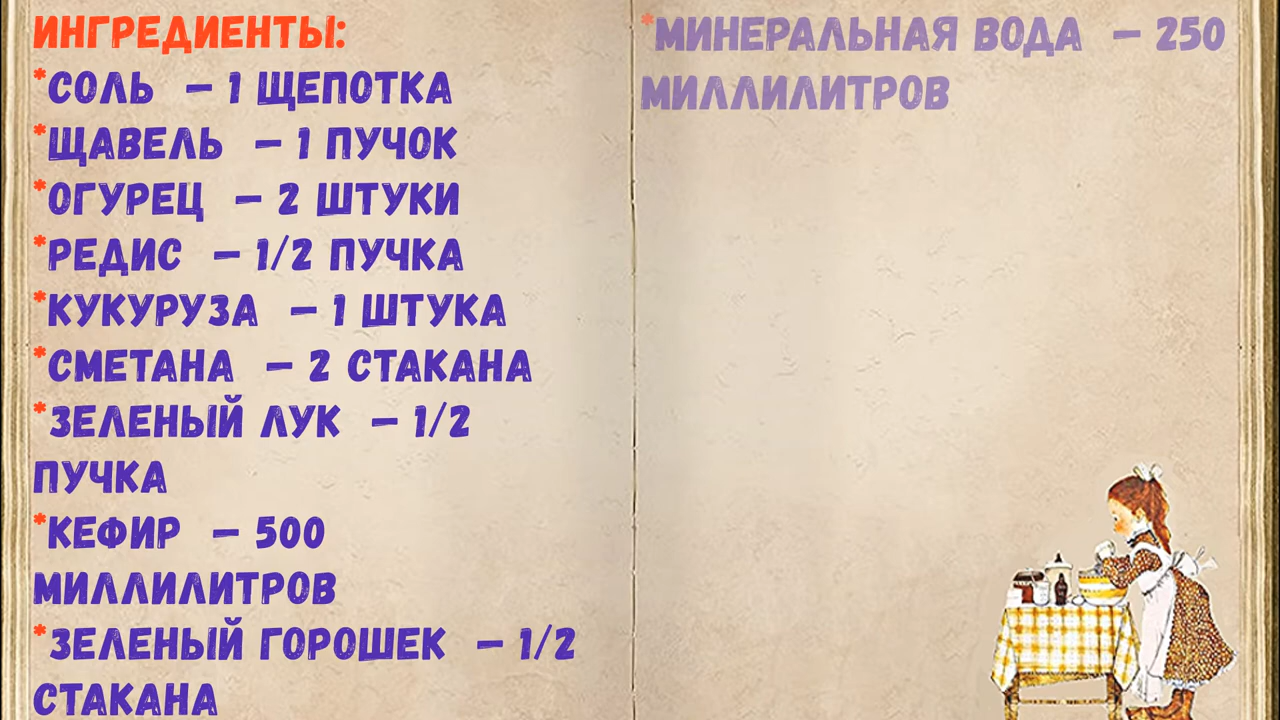 ИНГРЕДИЕНТЫ:
*СОЛЬ – 1 ЩЕПОТКА
*ЩАВЕЛЬ – 1 ПУЧОК
*ОГУРЕЦ – 2 ШТУКИ
*РЕДИС – 1/2 ПУЧКА
*КУКУРУЗА – 1 ШТУКА
*СМЕТАНА – 2 СТАКАНА
*ЗЕЛЕНЫЙ ЛУК – 1/2
ПУЧКА
*КЕФИР – 500
МИЛЛИЛИТРОВ
*ЗЕЛЕНЫЙ ГОРОШЕК – 1/2
СТАКАНА
*МИНЕРАЛЬНАЯ ВОДА – 250
МИЛЛИЛИТРОВ